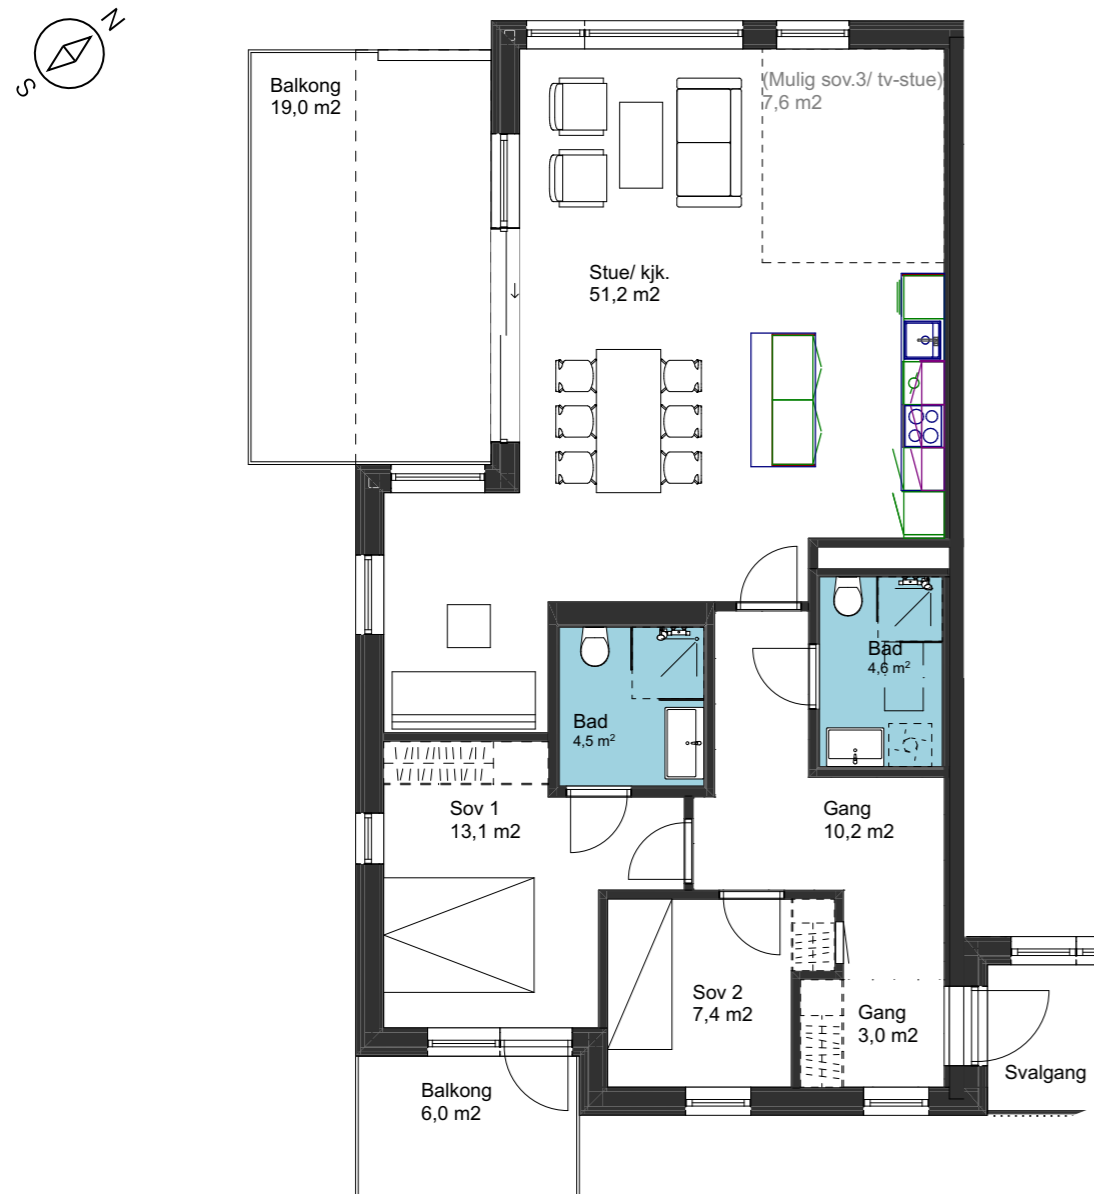 N
S
Balkong
19,0 m2
(Mulig sov.3/ tv-stue)
7,6 m2
Stue/ kjk.
51,2 m2
Bad
4,6 m²
Bad
4,5 m²
Sov 1
13,1 m2
Gang
10,2 m2
Sov 2
7,4 m2
Gang
3,0 m2
Svalgang
Balkong
6,0 m2